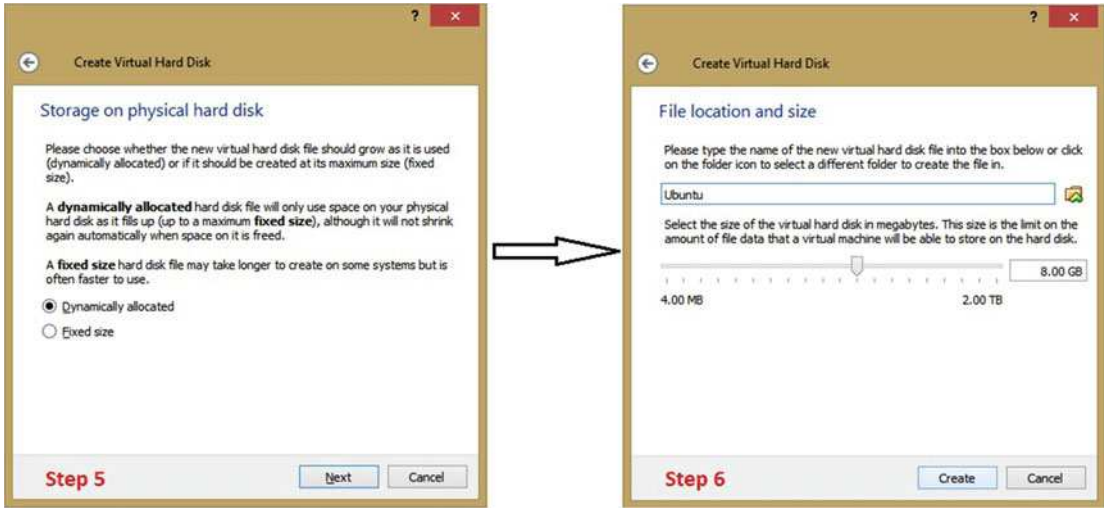 ?
Create Virtual Hard Disk
Storage on physical hard disk
Please choose whether the new virtual hard disk file should grow as it is used
(dynamically allocated) or if it should be created at its maximum size (fixed
size).
A dynamically allocated hard disk file will only use space on your physical
hard disk as it fills up (up to a maximum fixed size), although it will not shrink
again automatically when space on it is freed.
A fixed size hard disk file may take longer to create on some systems but is
often faster to use.
Dynamically allocated
Fixed size
Step 5
Next
Cancel
?
Create Virtual Hard Disk
File location and size
Please type the name of the new virtual hard disk file into the box below or click
on the folder icon to select a different folder to create the file in.
Ubuntu
Select the size of the virtual hard disk in megabytes. This size is the limit on the
amount of file data that a virtual machine will be able to store on the hard disk.
8.00 GB
4.00 MB
2.00 TB
Step 6
Create
Cancel